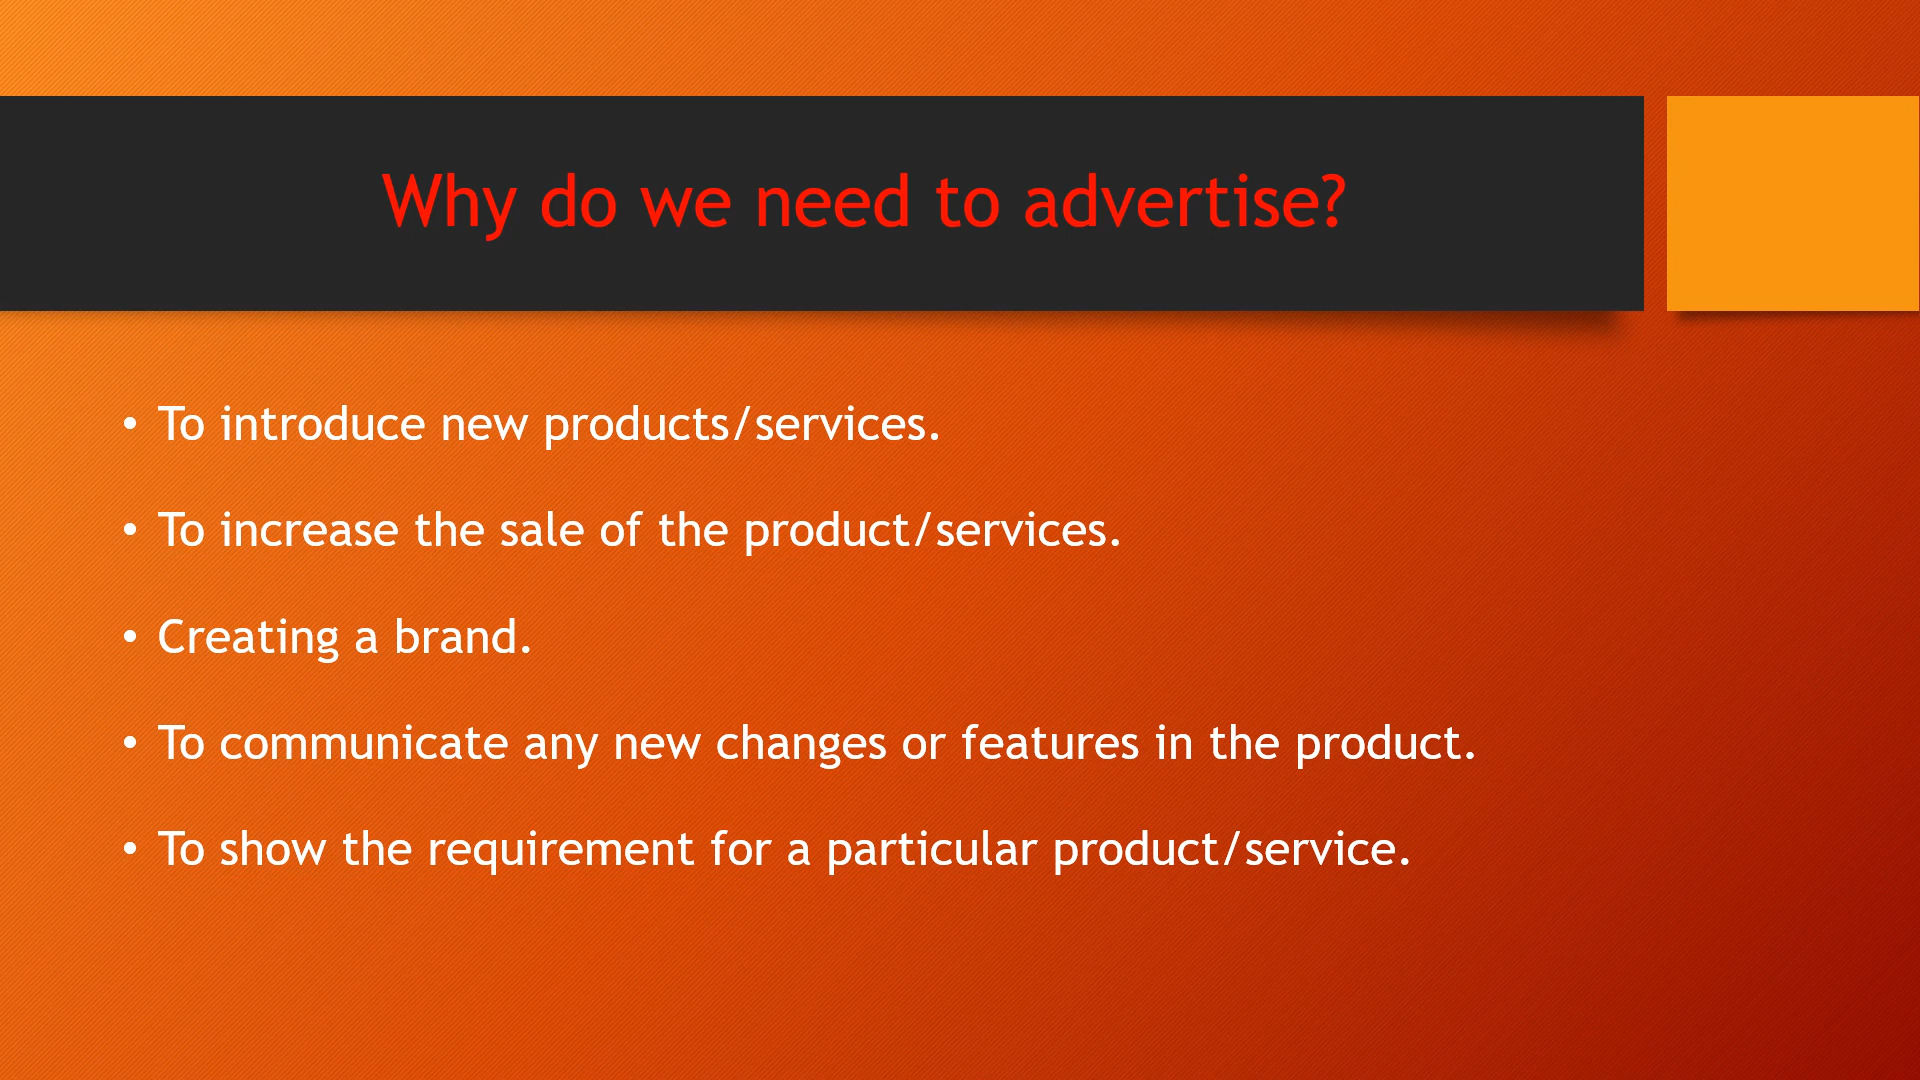 Why do we need to advertise?
• To introduce new products/services.
• To increase the sale of the product/services.
• Creating a brand.
• To communicate any new changes or features in the product.
• To show the requirement for a particular product/service.